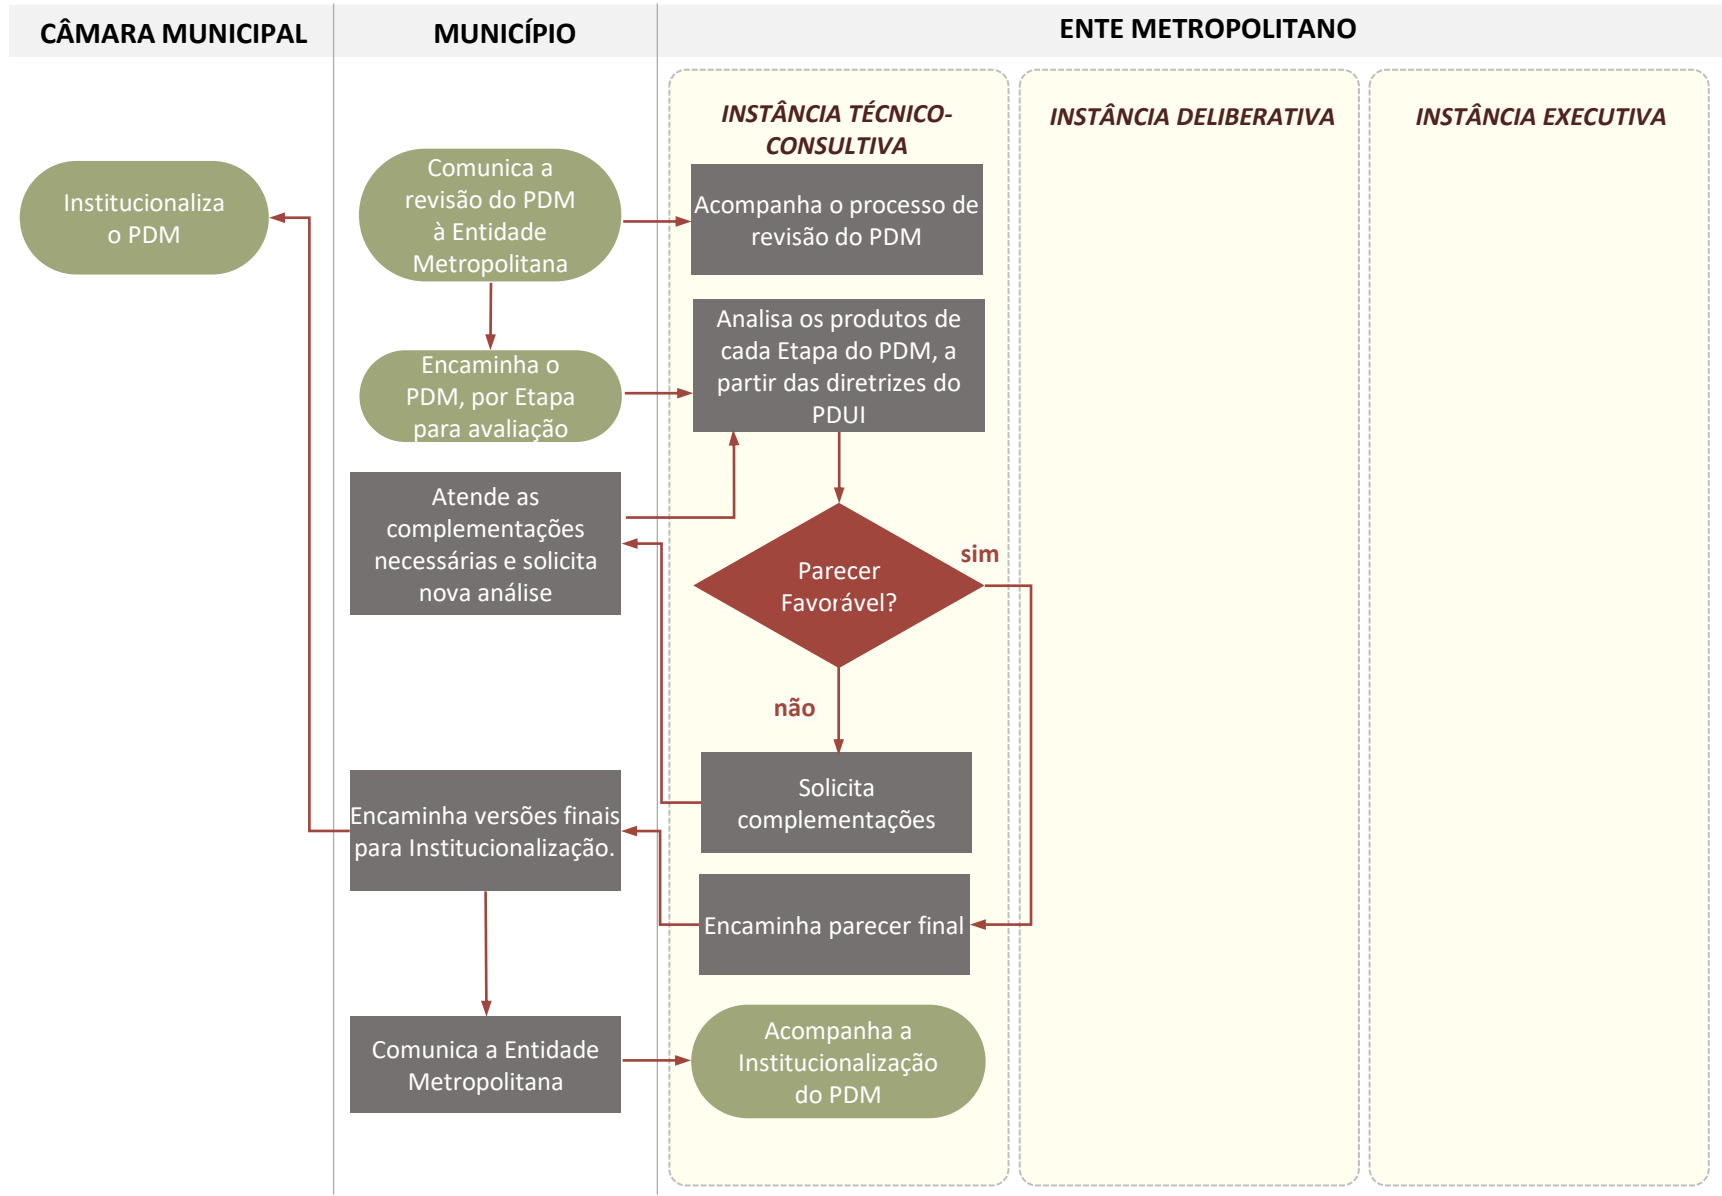 CÂMARA MUNICIPAL
MUNICÍPIO
ENTE METROPOLITANO
INSTÂNCIA TÉCNICO-
CONSULTIVA
INSTÂNCIA DELIBERATIVA
INSTÂNCIA EXECUTIVA
Institucionaliza
o PDM
Comunica a
revisão do PDM
à Entidade
Metropolitana
Acompanha o processo de
revisão do PDM
Encaminha o
PDM, por Etapa
para avaliação
Analisa os produtos de
cada Etapa do PDM, a
partir das diretrizes do
PDUI
Atende as
complementações
necessárias e solicita
nova análise
Parecer
Favorável?
sim
não
Solicita
complementações
Encaminha versões finais
para Institucionalização.
Encaminha parecer final
Comunica a Entidade
Metropolitana
Acompanha a
Institucionalização
do PDM